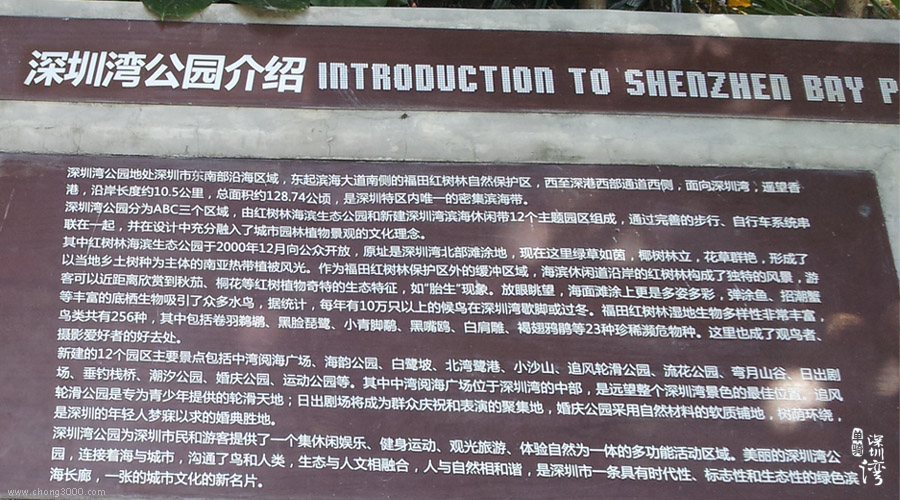 深圳湾公园介绍 INTRODUCTION TO SHENZHEN BAY P
深圳湾公园地处深圳市东南部沿海区域，东起滨海大道南侧的福田红树林自然保护区，西至深港西部通道西侧，面向深圳湾；遥望香
港，沿岸长度约10.5公里，总面积约128.74公顷，是深圳特区内唯一的密集滨海带。
深圳湾公园分为ABC三个区域，由红树林海滨生态公园和新建深圳湾滨海休闲带12个主题园区组成，通过完善的步行、自行车系统串
联在一起，并在设计中充分融入了城市园林植物景观的文化理念。
其中红树林海滨生态公园于2000年12月向公众开放，原址是深圳湾北部滩涂地，现在这里绿草如茵，椰树林立，花草群艳，形成了
以当地乡土树种为主体的南亚热带植被风光。作为福田红树林保护区外的缓冲区域，海滨休闲道沿岸的红树林构成了独特的风景，游
客可以近距离欣赏到秋茄、桐花等红树植物奇特的生态特征，如“胎生”现象。放眼眺望，海面滩涂上更是多姿多彩，弹涂鱼、招潮蟹
等丰富的底栖生物吸引了众多水鸟，据统计，每年有10万只以上的候鸟在深圳湾歇脚或过冬。福田红树林湿地生物多样性非常丰富，
鸟类共有256种，其中包括卷羽鹈鹕、黑脸琵鹭、小青脚鹬、黑嘴鸥、白肩雕、褐翅鸦鹃等23种珍稀濒危物种。这里也成了观鸟者、
摄影爱好者的好去处。
新建的12个园区主要景点包括中湾阅海广场、海韵公园、白鹭坡、北湾鹭港、小沙山、追风轮滑公园、流花公园、弯月山谷、日出剧
场、垂钓栈桥、潮汐公园、婚庆公园、运动公园等。其中中湾阅海广场位于深圳湾的中部，是远望整个深圳湾景色的最佳位置。追风
轮滑公园是专为青少年提供的轮滑天地；日出剧场将成为群众庆祝和表演的聚集地，婚庆公园采用自然材料的软质铺地，树荫环绕，
是深圳的年轻人梦寐以求的婚典胜地。
深圳湾公园为深圳市民和游客提供了一个集休闲娱乐、健身运动、观光旅游、体验自然为一体的多功能活动区域。美丽的深圳湾公
园，连接着海与城市，沟通了鸟和人类，生态与人文相融合，人与自然相和谐，是深圳市一条具有时代性、标志性和生态性的绿色滨
海长廊，一张的城市文化的新名片。
www.chong3000.com
单骑
深圳湾